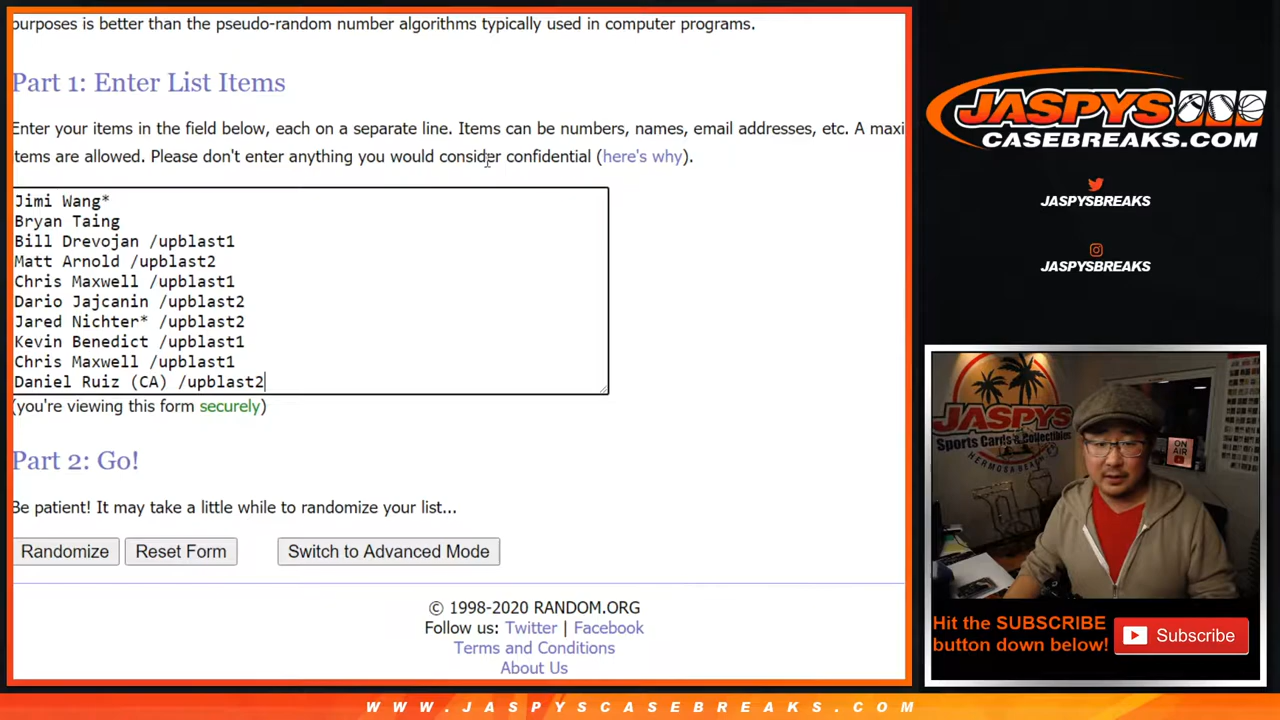 purposes is better than the pseudo-random number algorithms typically used in computer programs.
Part 1: Enter List Items
Enter your items in the field below, each on a separate line. Items can be numbers, names, email addresses, etc. A maxi
items are allowed. Please don't enter anything you would consider confidential (here's why).
Jimi Wang*
Bryan Taing
Bill Drevojan /upblast1
Matt Arnold /upblast2
Chris Maxwell /upblast1
Dario Jajcanin /upblast2
Jared Nichter* /upblast2
Kevin Benedict /upblast1
Chris Maxwell /upblast1
Daniel Ruiz (CA) /upblast2
(you're viewing this form securely)
Part 2: Go!
Be patient! It may take a little while to randomize your list...
Randomize Reset Form Switch to Advanced Mode
© 1998-2020 RANDOM.ORG
Follow us: Twitter | Facebook
Terms and Conditions
About Us
JASPYS
CASEBREAKS.COM
JASPYSBREAKS
JASPYSBREAKS
JASPYS
Sports Cards & Collectibles
HERMOSA BEACH
ON
AIR
Hit the SUBSCRIBE
button down below!
Subscribe
WWW.JASPYSCASEBREAKS.COM